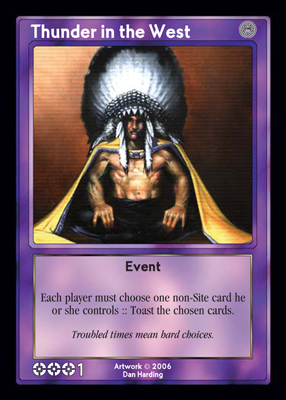 Thunder in the West
Event
Each player must choose one non-Site card he
or she controls :: Toast the chosen cards.
Troubled times mean hard choices.
1
Artwork © 2006
Dan Harding